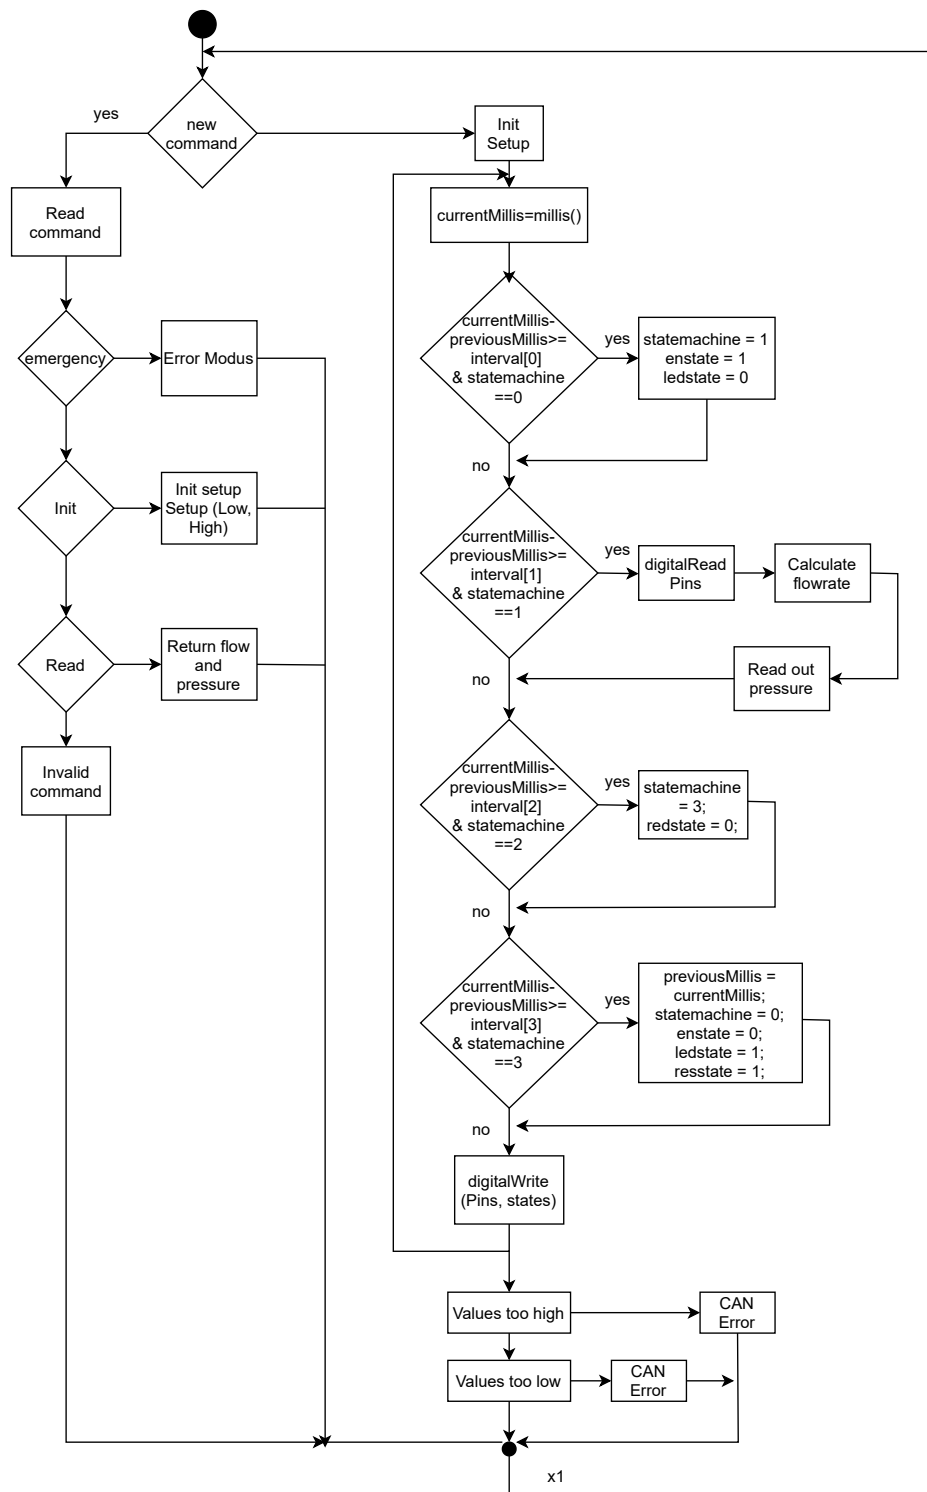 yes
new
command
Init
Setup
Read
command
currentMillis=millis()
emergency
Error Modus
currentMillis-
previousMillis>=
interval[0]
& statemachine
==0
yes
statemachine = 1
enstate = 1
ledstate = 0
no
Init
Init setup
Setup (Low,
High)
currentMillis-
previousMillis>=
interval[1]
& statemachine
==1
yes
digitalRead
Pins
Calculate
flowrate
Read
Return flow
and
pressure
no
Read out
pressure
Invalid
command
currentMillis-
previousMillis>=
interval[2]
& statemachine
==2
yes
statemachine
= 3;
redstate = 0;
no
currentMillis-
previousMillis>=
interval[3]
& statemachine
==3
yes
previousMillis =
currentMillis;
statemachine = 0;
enstate = 0;
ledstate = 1;
resstate = 1;
no
digitalWrite
(Pins, states)
Values too high
CAN
Error
Values too low
CAN
Error
x1